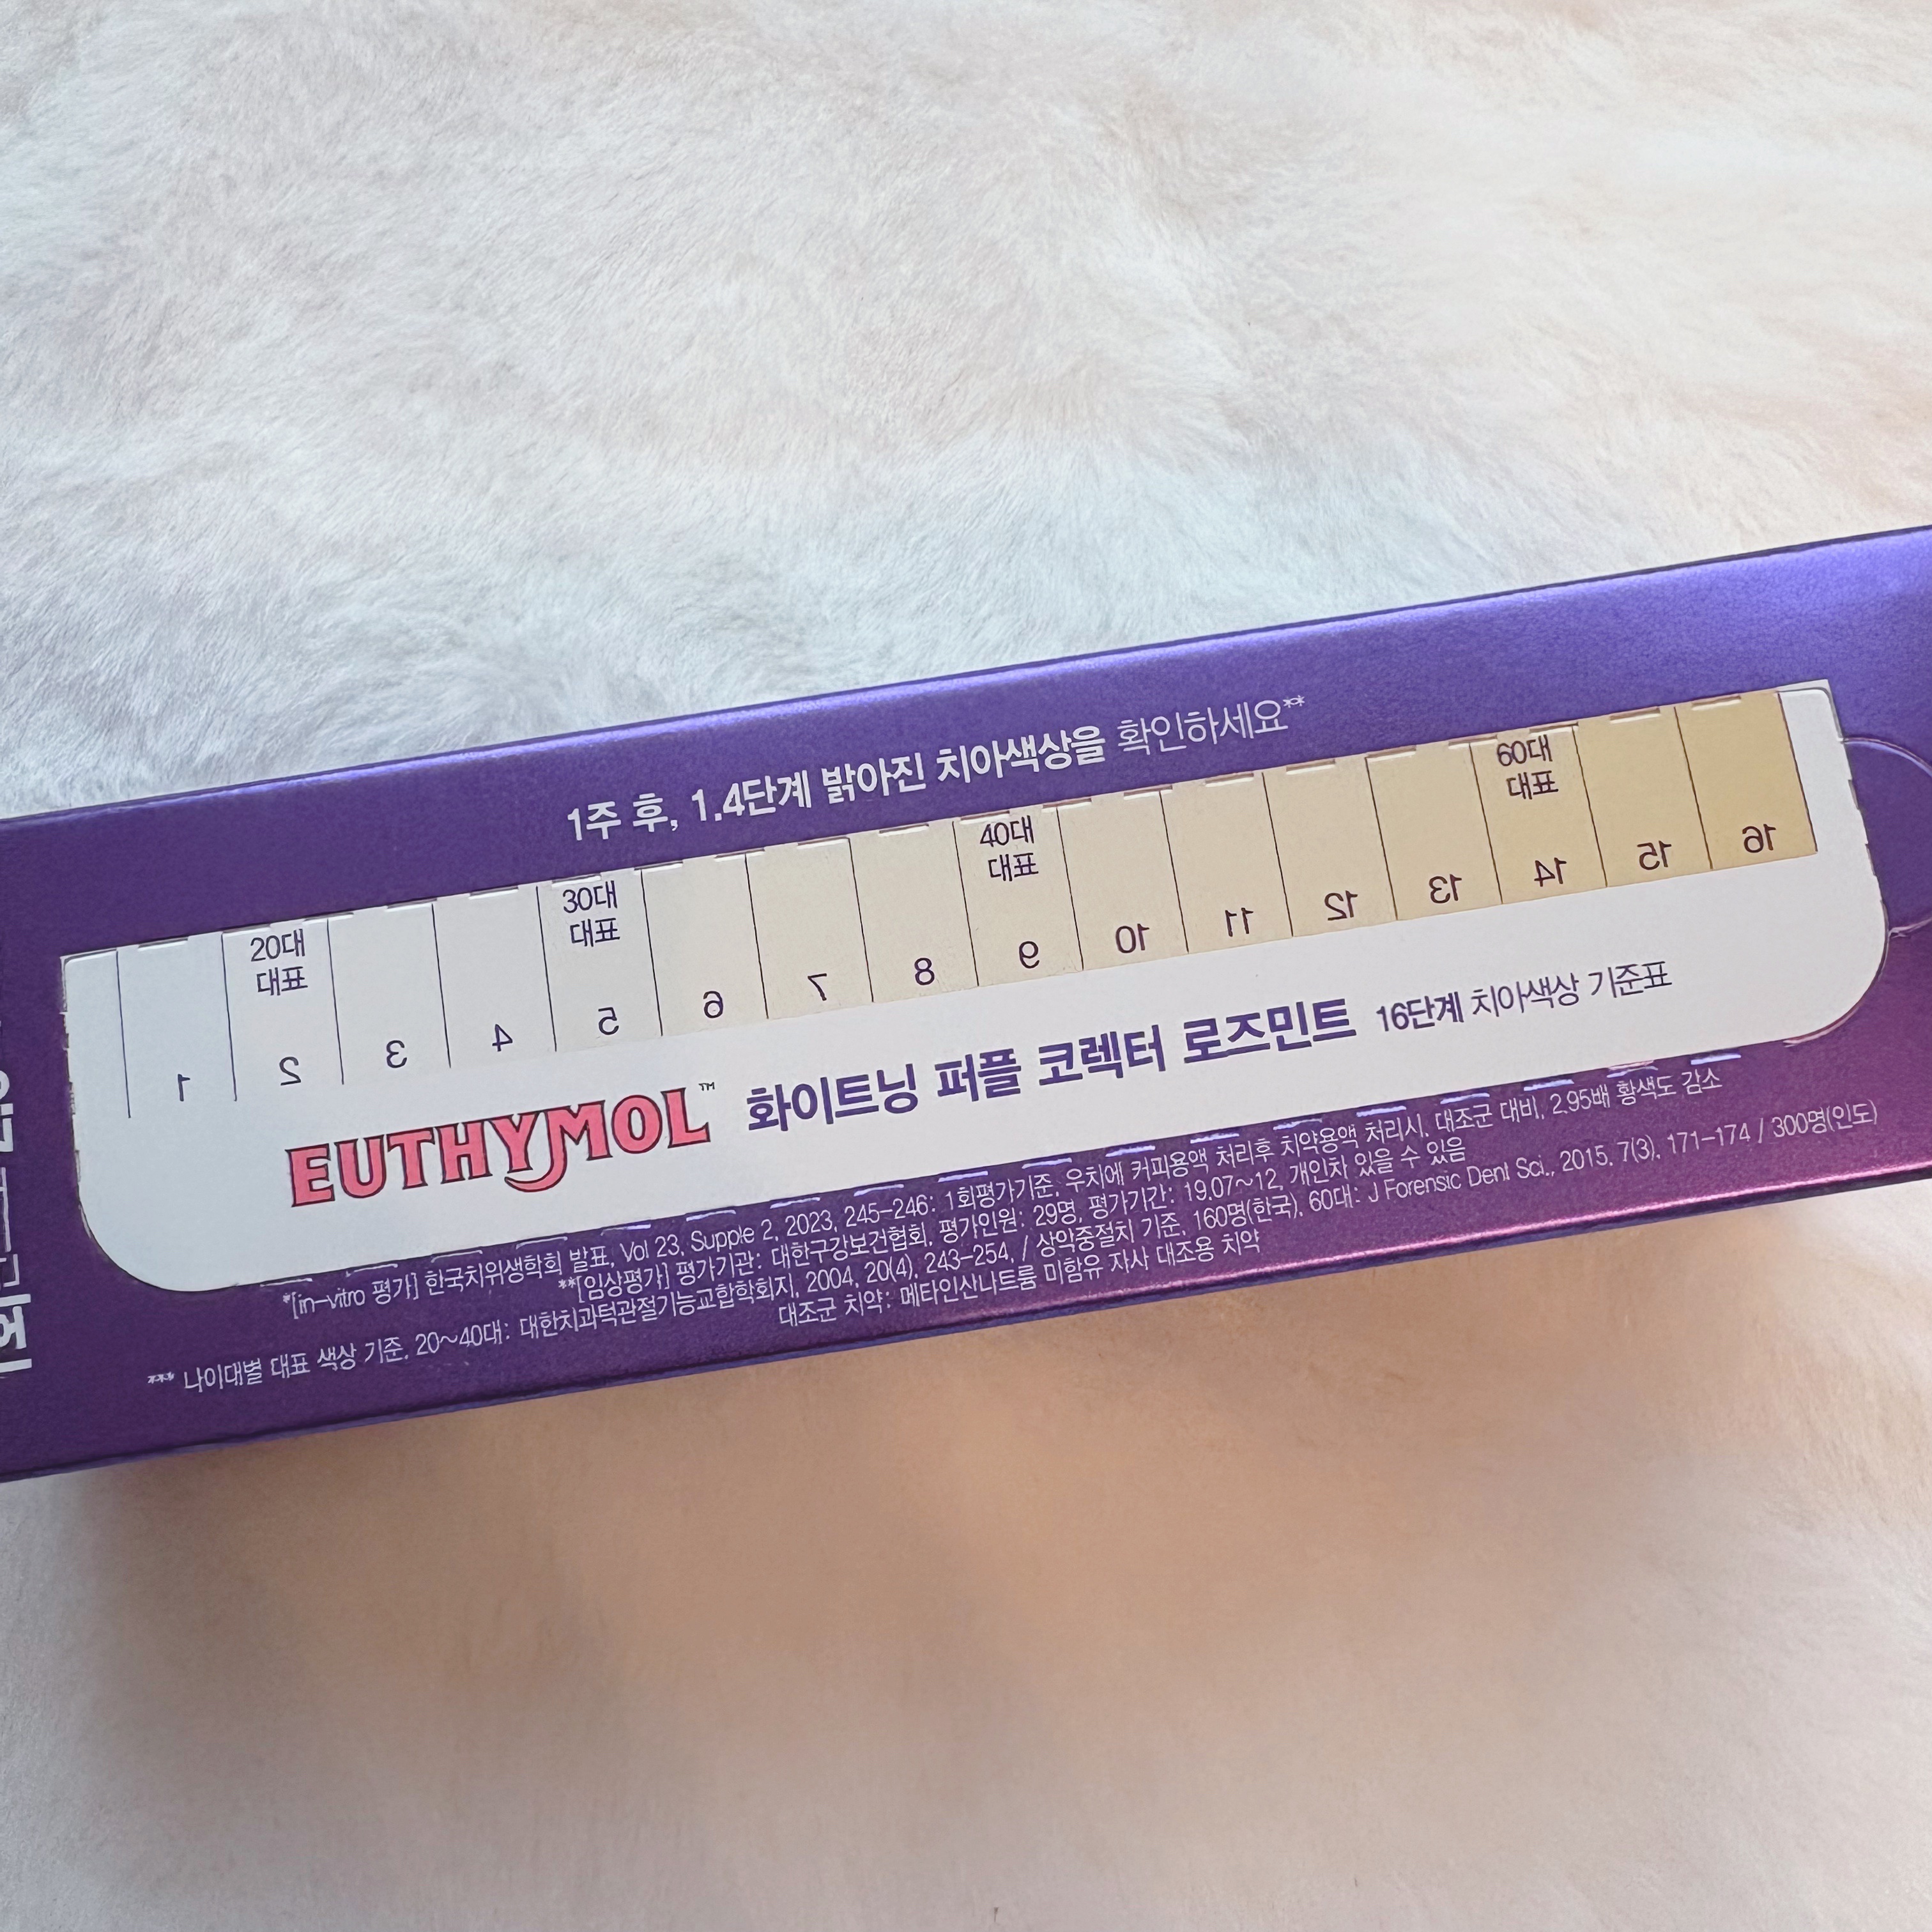 1주 후, 1.4단계 밝아진 치아색상을 확인하세요**
20대 대표
30대 대표
40대 대표
60대 대표
1 2 3 4 5 6 7 8 9 10 11 12 13 14 15 16
EUTHYMOL™ 화이트닝 퍼플 코렉터 로즈민트 16단계 치아색상 기준표
*[in-vitro 평가] 한국치위생학회 발표, Vol 23, Supple 2, 2023, 245-246: 1회평가기준, 우치에 커피용액 처리후 치약용액 처리시, 대조군 대비, 2.95배 황색도 감소
**[임상평가] 평가기관: 대한구강보건협회, 평가인원: 29명, 평가기간: 19.07~12, 개인차 있을 수 있음
*** 나이대별 대표 색상 기준. 20~40대: 대한치과턱관절기능교합학회지, 2004, 20(4), 243-254, / 상악중절치 기준, 160명(한국), 60대: J Forensic Dent Sci., 2015. 7(3), 171-174 / 300명(인도)
대조군 치약: 메타인산나트륨 미함유 자사 대조용 치약